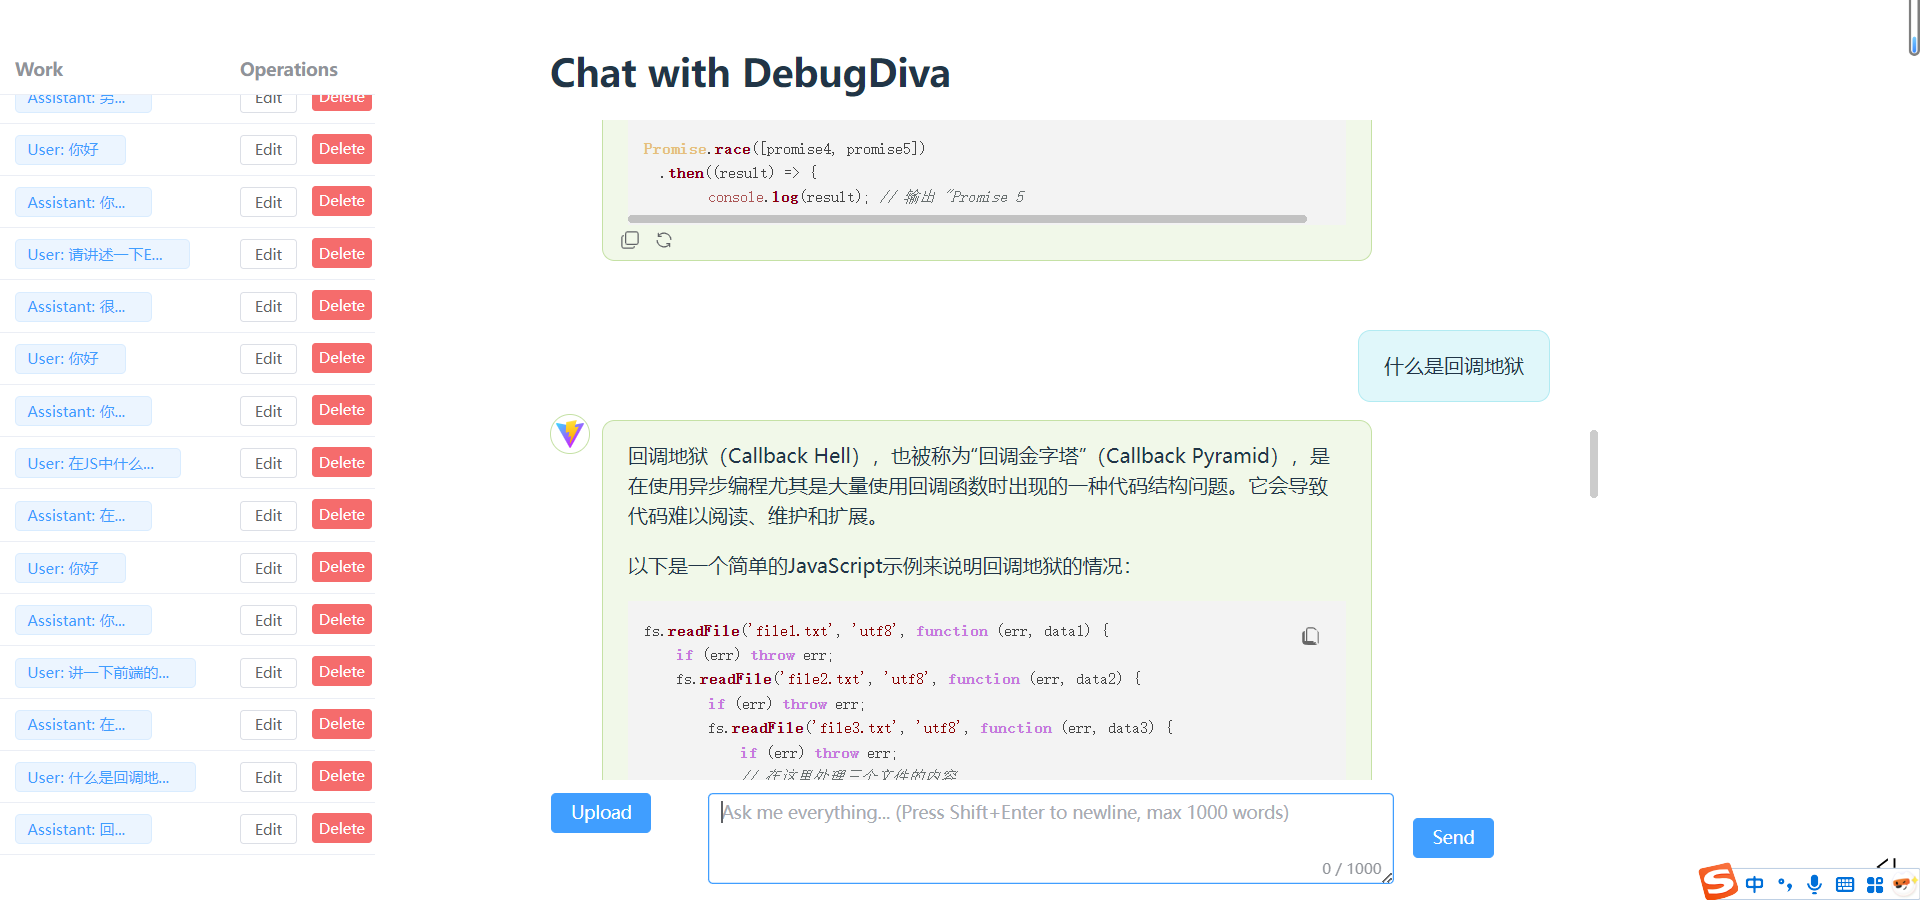 Work Operations
Assistant: 男... Edit Delete
User: 你好 Edit Delete
Assistant: 你... Edit Delete
User: 请讲述一下E... Edit Delete
Assistant: 很... Edit Delete
User: 你好 Edit Delete
Assistant: 你... Edit Delete
User: 在JS中什么... Edit Delete
Assistant: 在... Edit Delete
User: 你好 Edit Delete
Assistant: 你... Edit Delete
User: 讲一下前端的... Edit Delete
Assistant: 在... Edit Delete
User: 什么是回调地... Edit Delete
Assistant: 回... Edit Delete
Chat with DebugDiva
Promise.race([promise4, promise5])
.then((result) => {
console.log(result); // 输出 "Promise 5
什么是回调地狱
回调地狱（Callback Hell），也被称为“回调金字塔”（Callback Pyramid），是
在使用异步编程尤其是大量使用回调函数时出现的一种代码结构问题。它会导致
代码难以阅读、维护和扩展。
以下是一个简单的JavaScript示例来说明回调地狱的情况：
fs.readFile('file1.txt', 'utf8', function (err, data1) {
if (err) throw err;
fs.readFile('file2.txt', 'utf8', function (err, data2) {
if (err) throw err;
fs.readFile('file3.txt', 'utf8', function (err, data3) {
if (err) throw err;
// 在这里处理三个文件的内容
Upload
Ask me everything... (Press Shift+Enter to newline, max 1000 words)
0 / 1000
Send
S 中